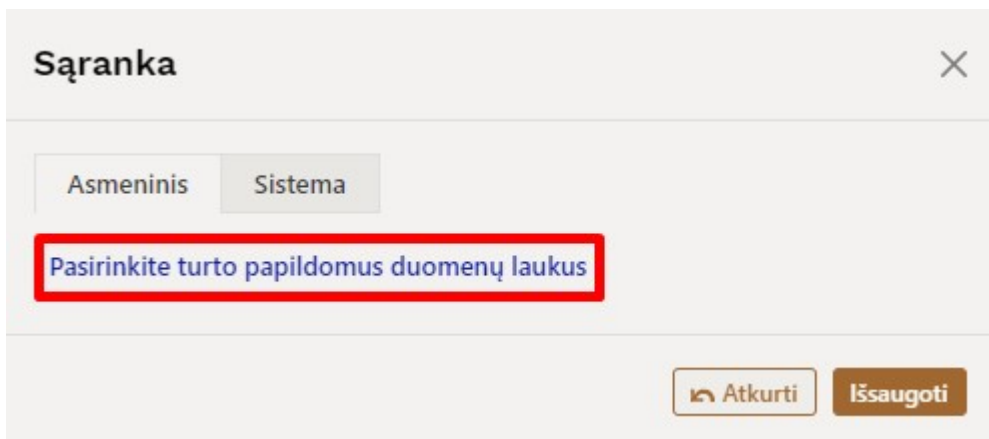 Sąranka
Asmeninis Sistema
Pasirinkite turto papildomus duomenų laukus
Atkurti Išsaugoti